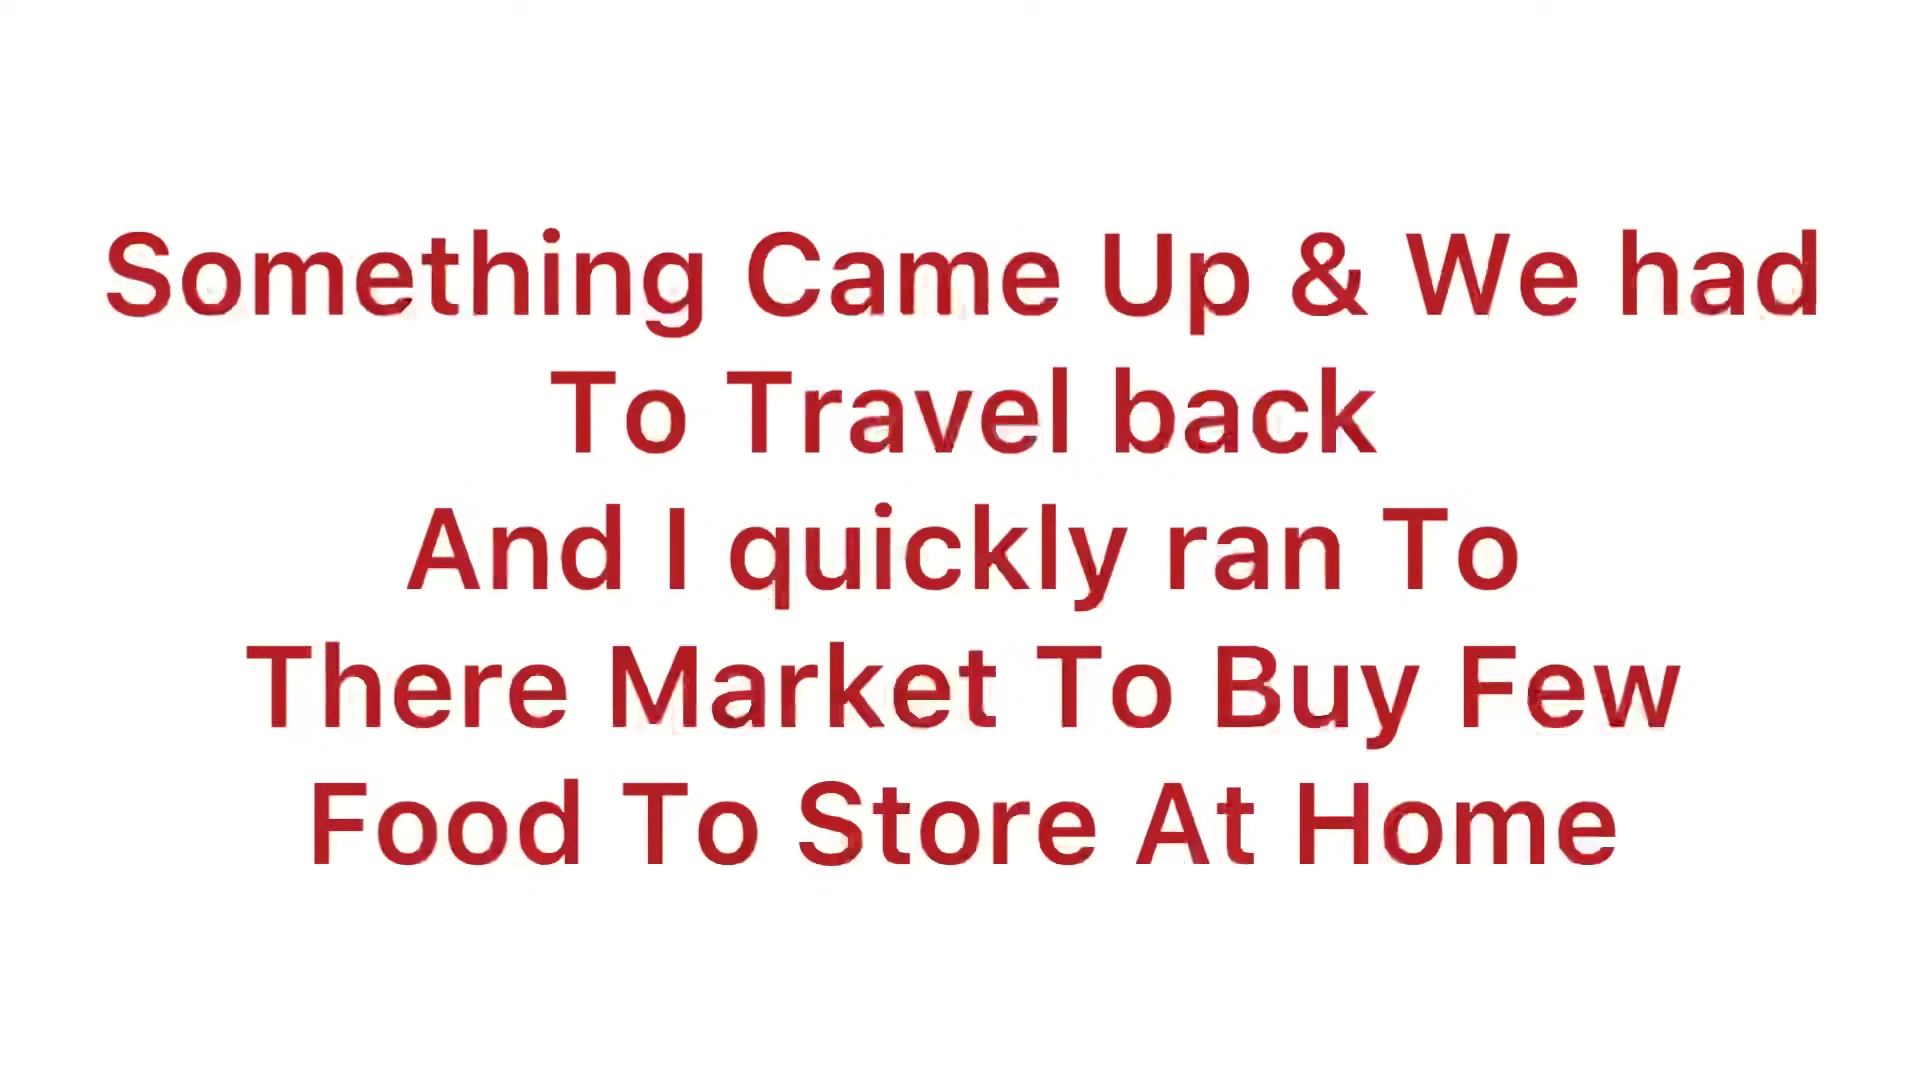 Something Came Up & We had
To Travel back
And I quickly ran To
There Market To Buy Few
Food To Store At Home